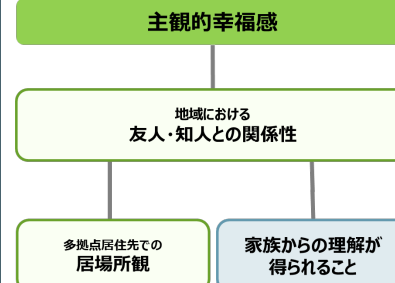 主観的幸福感
地域における
友人・知人との関係性
多拠点居住先での
居場所観
家族からの理解が
得られること